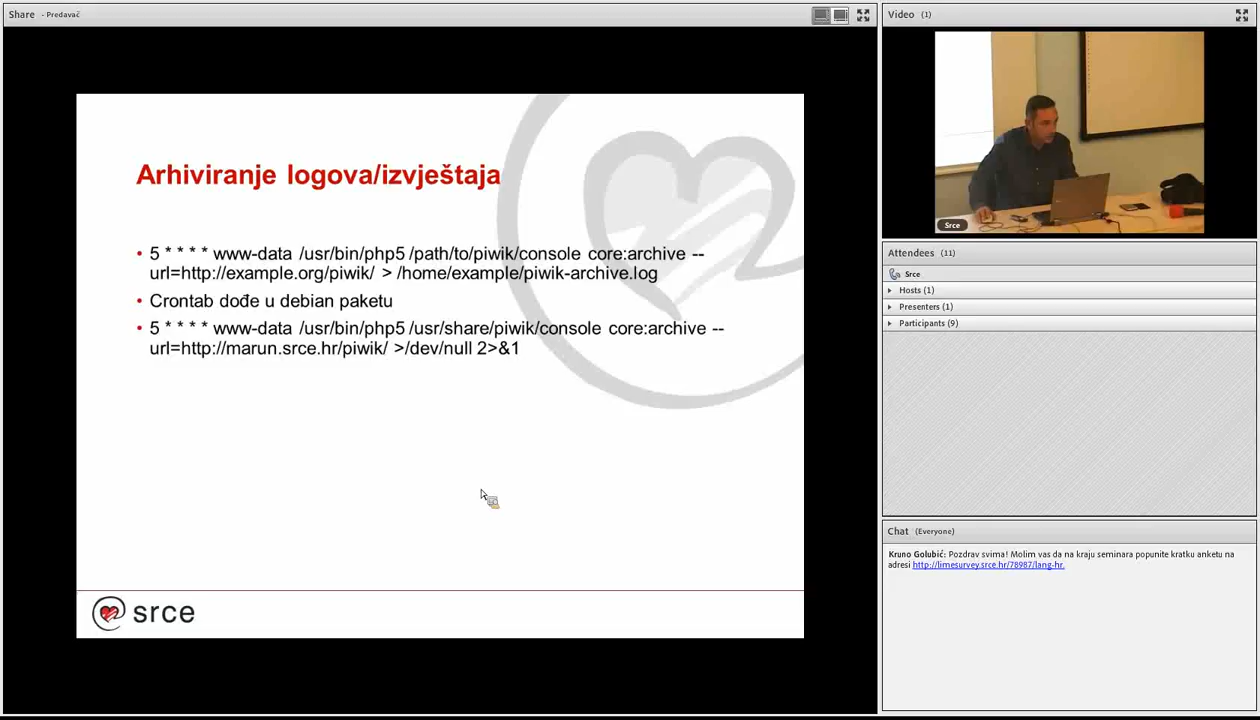 Share - Predavač
Arhiviranje logova/izvještaja
• 5 * * * * www-data /usr/bin/php5 /path/to/piwik/console core:archive --
url=http://example.org/piwik/ > /home/example/piwik-archive.log
• Crontab dođe u debian paketu
• 5 * * * * www-data /usr/bin/php5 /usr/share/piwik/console core:archive --
url=http://marun.srce.hr/piwik/ >/dev/null 2>&1
srce
Video (1)
Srce
Attendees (11)
Srce
Hosts (1)
Presenters (1)
Participants (9)
Chat (Everyone)
Kruno Golubić: Pozdrav svima! Molim vas da na kraju seminara popunite kratku anketu na
adresi http://limesurvey.srce.hr/78987/lang-hr.